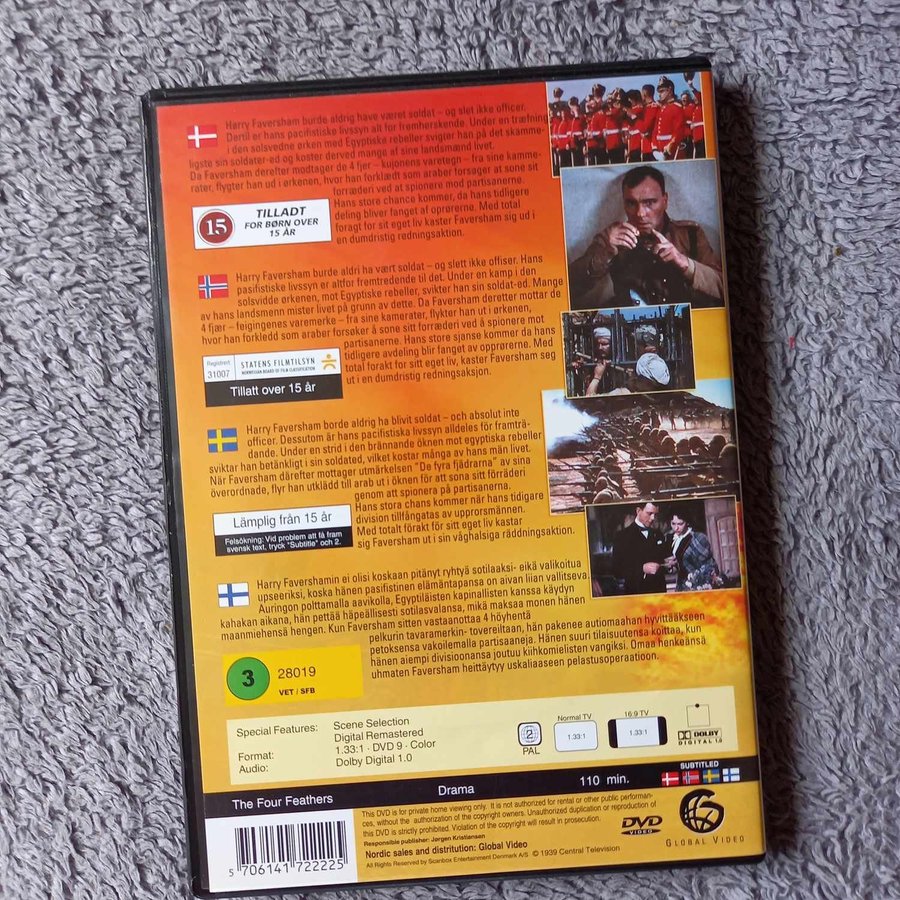 Harry Faversham burde aldrig have været soldat – og slet ikke officer.
Dertil er hans pacifistiske livssyn alt for fremherskende. Under en træfning
i den solsvedne ørken med Egyptiske rebeller svigter han på det skamme-
ligste sin soldater-ed og koster derved mange af sine landsmænd livet.
Da Faversham derefter modtager de 4 fjer – kujonens varetegn – fra sine kamme-
rater, flygter han ud i ørkenen, hvor han forklædt som araber forsøger at sone sit
forræderi ved at spionere mod partisanerne.
Hans store chance kommer, da hans tidligere
deling bliver fanget af oprørerne. Med total
foragt for sit eget liv kaster Faversham sig ud i
en dumdristig redningsaktion.
15
TILLADT
FOR BØRN OVER
15 ÅR
Harry Faversham burde aldri ha vært soldat – og slett ikke offiser. Hans
pasifistiske livssyn er altfor fremtredende til det. Under en kamp i den
solsvidde ørkenen, mot Egyptiske rebeller, svikter han sin soldat-ed. Mange
av hans landsmenn mister livet på grunn av dette. Da Faversham deretter mottar de
4 fjær – feigingenes varemerke – fra sine kamerater, flykter han ut i ørkenen,
hvor han forkledd som araber forsøker å sone sitt forræderi ved å spionere mot
partisanerne. Hans store sjanse kommer da hans
tidligere avdeling blir fanget av opprørerne. Med
total forakt for sitt eget liv, kaster Faversham seg
ut i en dumdristig redningsaksjon.
Registrert
31007
STATENS FILMTILSYN
NORWEGIAN BOARD OF FILM CLASSIFICATION
Tillatt over 15 år
Harry Faversham borde aldrig ha blivit soldat – och absolut inte
officer. Dessutom är hans pacifistiska livssyn alldeles för framträ-
dande. Under en strid i den brännande öknen mot egyptiska rebeller
sviktar han betänkligt i sin soldated, vilket kostar många av hans män livet.
När Faversham därefter mottager utmärkelsen "De fyra fjädrarna" av sina
överordnade, flyr han utklädd till arab ut i öknen för att sona sitt förräderi
genom att spionera på partisanerna.
Hans stora chans kommer när hans tidigare
division tillfångatas av upprorsmännen.
Med totalt förakt för sitt eget liv kastar
sig Faversham ut i sin våghalsiga räddningsaktion.
Lämplig från 15 år
Felsökning: Vid problem att få fram
svensk text, tryck "Subtitle" och 2.
Harry Favershamin ei olisi koskaan pitänyt ryhtyä sotilaaksi- eikä valikoitua
upseeriksi, koska hänen pasifistinen elämäntapansa on aivan liian vallitseva.
Auringon polttamalla aavikolla, Egyptiläisten kapinallisten kanssa käydyn
kahakan aikana, hän pettää häpeällisesti sotilasvalansa, mikä maksaa monen hänen
maanmiehensä hengen. Kun Faversham sitten vastaanottaa 4 höyhentä
pelkurin tavaramerkin- tovereitaan, hän pakenee autiomaahan hyvittääkseen
petoksensa vakoilemalla partisaaneja. Hänen suuri tilaisuutensa koittaa, kun
hänen aiempi divisioonansa joutuu kiihkomielisten vangiksi. Omaa henkeänsä
uhmaten Faversham heittäytyy uskaliaaseen pelastusoperaatioon.
3
28019
VET / SFB
Special Features: Scene Selection
Digital Remastered
Format: 1.33:1 · DVD 9 · Color
Audio: Dolby Digital 1.0
2
PAL
Normal TV
1.33:1
16:9 TV
1.33:1
DOLBY
DIGITAL 1.0
The Four Feathers
Drama
110 min.
SUBTITLED
This DVD is for private home viewing only. It is not authorized for rental or other public performan-
ces, without the authorization of the copyright owners. Unauthorized duplication or reproduction of
this DVD is strictly prohibited. Violation of the copyright will result in prosecution.
Responsible publisher: Jørgen Kristiansen
Nordic sales and distribution: Global Video
All Rights Reserved by Scanbox Entertainment Denmark A/S © 1939 Central Television
DVD
VIDEO
GLOBAL VIDEO
5706141722225